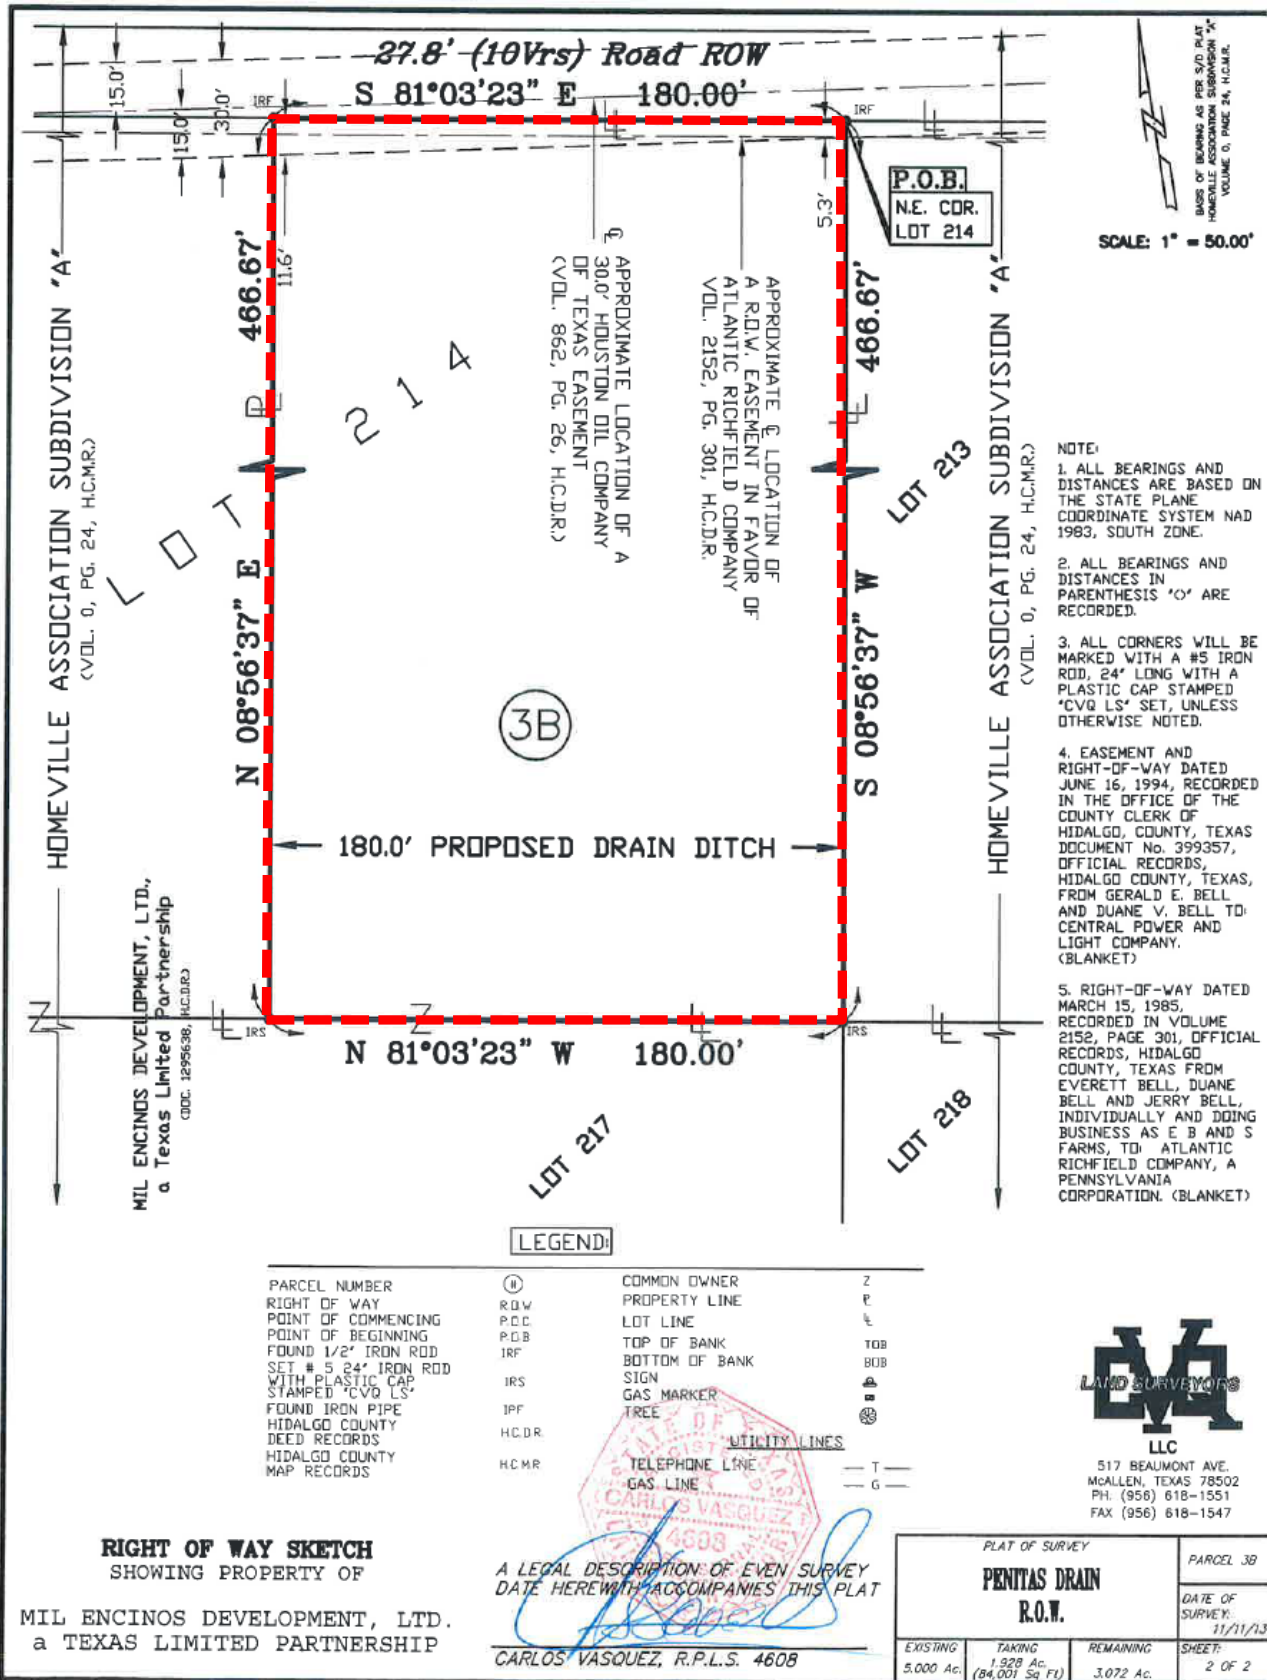 27.8' (10Vrs) Road ROW
S 81°03'23" E 180.00'
15.0'
15.0'
30.0'
IRF
IRF
11.6'
5.3'
P.O.B.
N.E. COR.
LOT 214
BASIS OF BEARING AS PER S/D PLAT
HOMEVILLE ASSOCIATION SUBDIVISION "A"
VOLUME 0, PAGE 24, H.C.M.R.
SCALE: 1" = 50.00'
HOMEVILLE ASSOCIATION SUBDIVISION "A"
(VOL. 0, PG. 24, H.C.M.R.)
N 08°56'37" E 466.67'
LOT 214
APPROXIMATE LOCATION OF A
℄ 30.0' HOUSTON OIL COMPANY
OF TEXAS EASEMENT
(VOL. 862, PG. 26, H.C.D.R.)
APPROXIMATE ℄ LOCATION OF
A R.O.W. EASEMENT IN FAVOR OF
ATLANTIC RICHFIELD COMPANY
VOL. 2152, PG. 301, H.C.D.R.
S 08°56'37" W 466.67'
LOT 213
HOMEVILLE ASSOCIATION SUBDIVISION "A"
(VOL. 0, PG. 24, H.C.M.R.)
3B
180.0' PROPOSED DRAIN DITCH
MIL ENCINOS DEVELOPMENT, LTD.,
a Texas Limited Partnership
(DOC. 1295638, H.C.D.R.)
Z
Z
IRS
IRS
N 81°03'23" W 180.00'
LOT 217
LOT 218
NOTE:
1. ALL BEARINGS AND
DISTANCES ARE BASED ON
THE STATE PLANE
COORDINATE SYSTEM NAD
1983, SOUTH ZONE.
2. ALL BEARINGS AND
DISTANCES IN
PARENTHESIS "()" ARE
RECORDED.
3. ALL CORNERS WILL BE
MARKED WITH A #5 IRON
ROD, 24" LONG WITH A
PLASTIC CAP STAMPED
"CVQ LS" SET, UNLESS
OTHERWISE NOTED.
4. EASEMENT AND
RIGHT-OF-WAY DATED
JUNE 16, 1994, RECORDED
IN THE OFFICE OF THE
COUNTY CLERK OF
HIDALGO, COUNTY, TEXAS
DOCUMENT No. 399357,
OFFICIAL RECORDS,
HIDALGO COUNTY, TEXAS,
FROM GERALD E. BELL
AND DUANE V. BELL TO:
CENTRAL POWER AND
LIGHT COMPANY.
(BLANKET)
5. RIGHT-OF-WAY DATED
MARCH 15, 1985,
RECORDED IN VOLUME
2152, PAGE 301, OFFICIAL
RECORDS, HIDALGO
COUNTY, TEXAS FROM
EVERETT BELL, DUANE
BELL AND JERRY BELL,
INDIVIDUALLY AND DOING
BUSINESS AS E B AND S
FARMS, TO: ATLANTIC
RICHFIELD COMPANY, A
PENNSYLVANIA
CORPORATION. (BLANKET)
LEGEND:
PARCEL NUMBER (#)
RIGHT OF WAY R.O.W
POINT OF COMMENCING P.O.C.
POINT OF BEGINNING P.O.B
FOUND 1/2" IRON ROD IRF
SET # 5 24" IRON ROD
WITH PLASTIC CAP IRS
STAMPED "CVQ LS"
FOUND IRON PIPE IPF
HIDALGO COUNTY
DEED RECORDS H.C.D.R.
HIDALGO COUNTY
MAP RECORDS H.C.M.R
COMMON OWNER Z
PROPERTY LINE ⅊
LOT LINE
TOP OF BANK TOB
BOTTOM OF BANK BOB
SIGN
GAS MARKER
TREE
UTILITY LINES
TELEPHONE LINE — T —
GAS LINE — G —
STATE OF TEXAS
REGISTERED
CARLOS VASQUEZ
4608
LAND SURVEYORS
LLC
517 BEAUMONT AVE.
McALLEN, TEXAS 78502
PH. (956) 618-1551
FAX (956) 618-1547
RIGHT OF WAY SKETCH
SHOWING PROPERTY OF
MIL ENCINOS DEVELOPMENT, LTD.
a TEXAS LIMITED PARTNERSHIP
A LEGAL DESCRIPTION OF EVEN SURVEY
DATE HEREWITH ACCOMPANIES THIS PLAT
CARLOS VASQUEZ, R.P.L.S. 4608
PLAT OF SURVEY
PENITAS DRAIN
R.O.W.
PARCEL 3B
DATE OF
SURVEY:
11/11/13
EXISTING
5.000 Ac.
TAKING
1.928 Ac.
(84,001 Sq Ft)
REMAINING
3.072 Ac.
SHEET:
2 OF 2